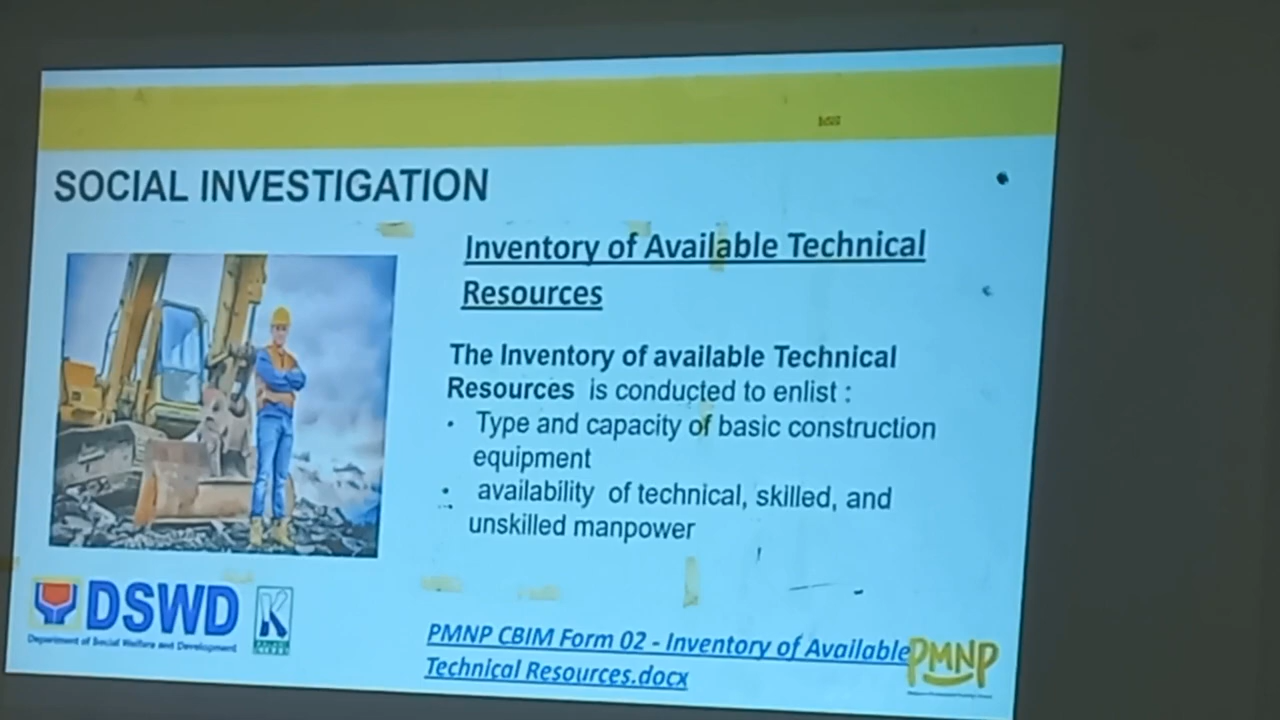 SOCIAL INVESTIGATION
Inventory of Available Technical
Resources
The Inventory of available Technical
Resources is conducted to enlist :
• Type and capacity of basic construction
equipment
• availability of technical, skilled, and
unskilled manpower
DSWD
Department of Social Welfare and Development
PMNP CBIM Form 02 - Inventory of Available
Technical Resources.docx
PMNP